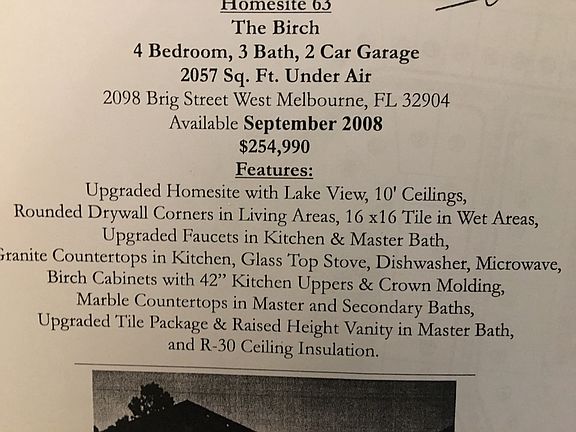 Homesite 63
The Birch
4 Bedroom, 3 Bath, 2 Car Garage
2057 Sq. Ft. Under Air
2098 Brig Street West Melbourne, FL 32904
Available September 2008
$254,990
Features:
Upgraded Homesite with Lake View, 10' Ceilings,
Rounded Drywall Corners in Living Areas, 16 x16 Tile in Wet Areas,
Upgraded Faucets in Kitchen & Master Bath,
Granite Countertops in Kitchen, Glass Top Stove, Dishwasher, Microwave,
Birch Cabinets with 42” Kitchen Uppers & Crown Molding,
Marble Countertops in Master and Secondary Baths,
Upgraded Tile Package & Raised Height Vanity in Master Bath,
and R-30 Ceiling Insulation.